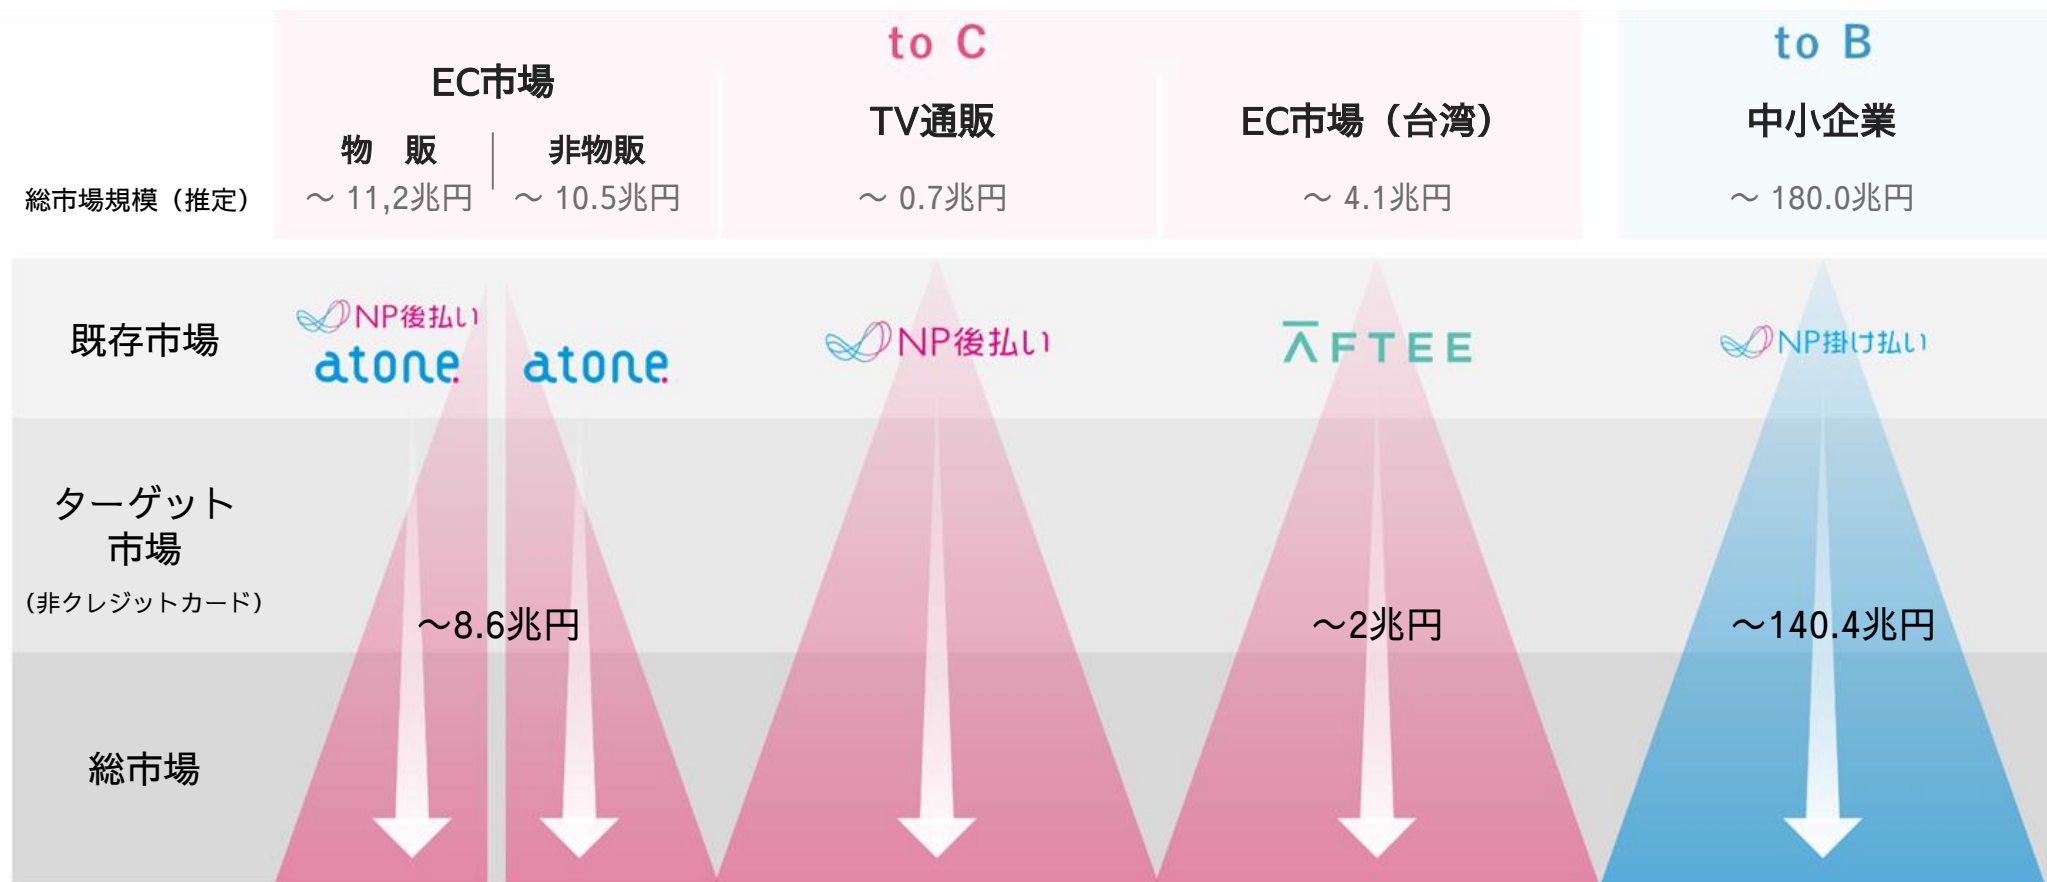 to C
to B
EC市場
TV通販
EC市場（台湾）
中小企業
物　販
非物販
総市場規模（推定）
～ 11,2兆円
～ 10.5兆円
～ 0.7兆円
～ 4.1兆円
～ 180.0兆円
既存市場
NP後払い
atone.
atone.
NP後払い
AFTEE
NP掛け払い
ターゲット
市場
（非クレジットカード）
～8.6兆円
～2兆円
～140.4兆円
総市場